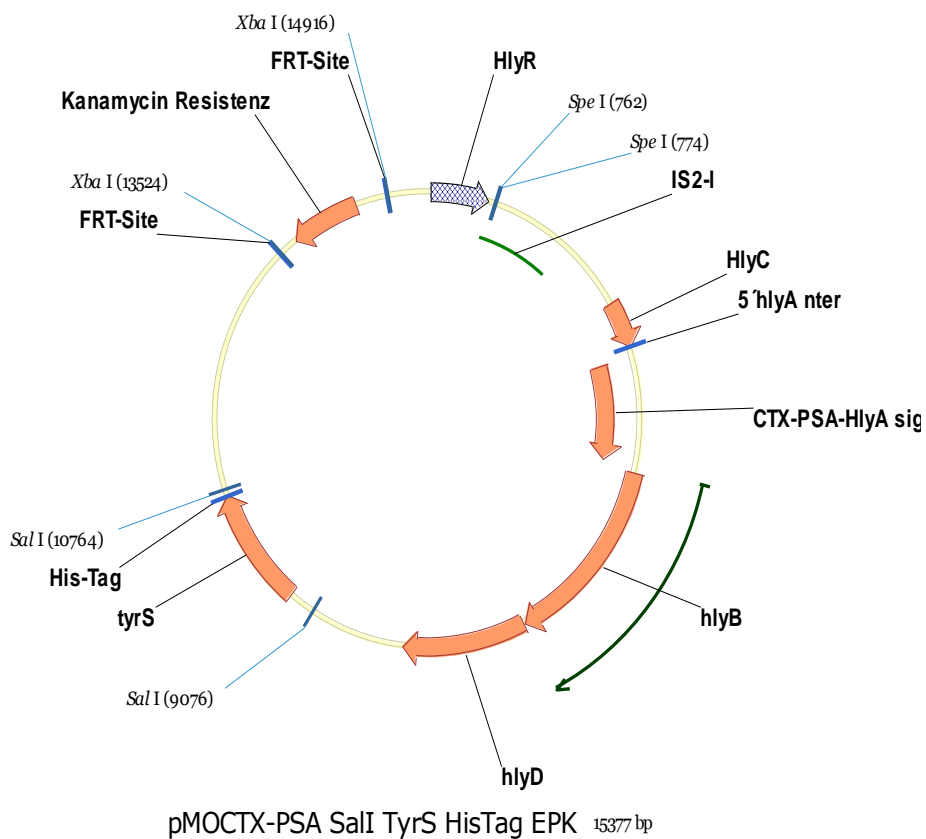 Xba I (14916)
FRT-Site
HlyR
Kanamycin Resistenz
Spe I (762)
Spe I (774)
Xba I (13524)
IS2-I
FRT-Site
HlyC
5´hlyA nter
CTX-PSA-HlyA sig
Sal I (10764)
His-Tag
tyrS
hlyB
Sal I (9076)
hlyD
pMOCTX-PSA SalI TyrS HisTag EPK 15377 bp